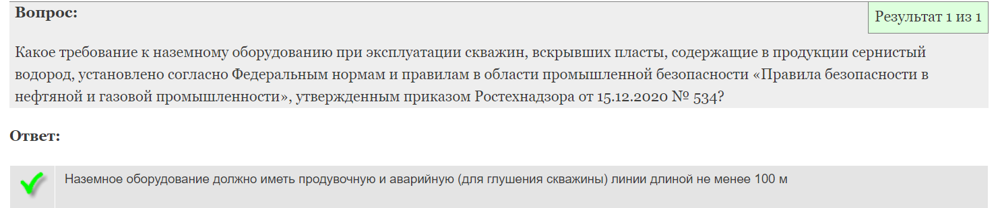 Вопрос:
Результат 1 из 1
Какое требование к наземному оборудованию при эксплуатации скважин, вскрывших пласты, содержащие в продукции сернистый
водород, установлено согласно Федеральным нормам и правилам в области промышленной безопасности «Правила безопасности в
нефтяной и газовой промышленности», утвержденным приказом Ростехнадзора от 15.12.2020 № 534?
Ответ:
Наземное оборудование должно иметь продувочную и аварийную (для глушения скважины) линии длиной не менее 100 м